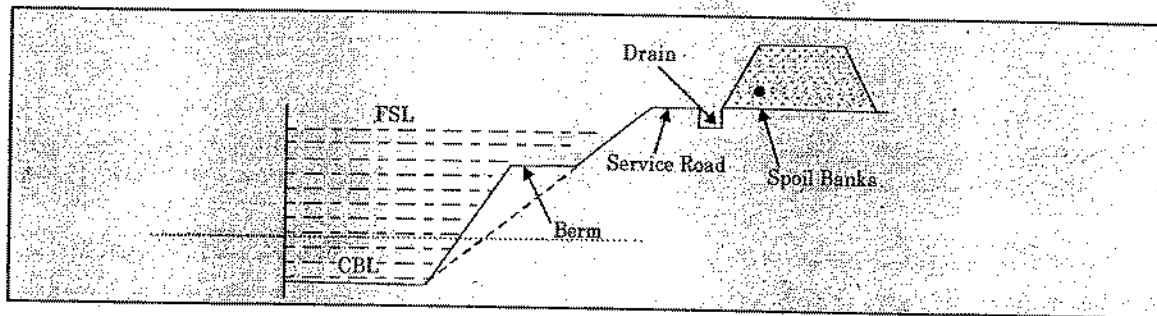 Drain
FSL
Service Road
Spoil Banks
Berm
CBL